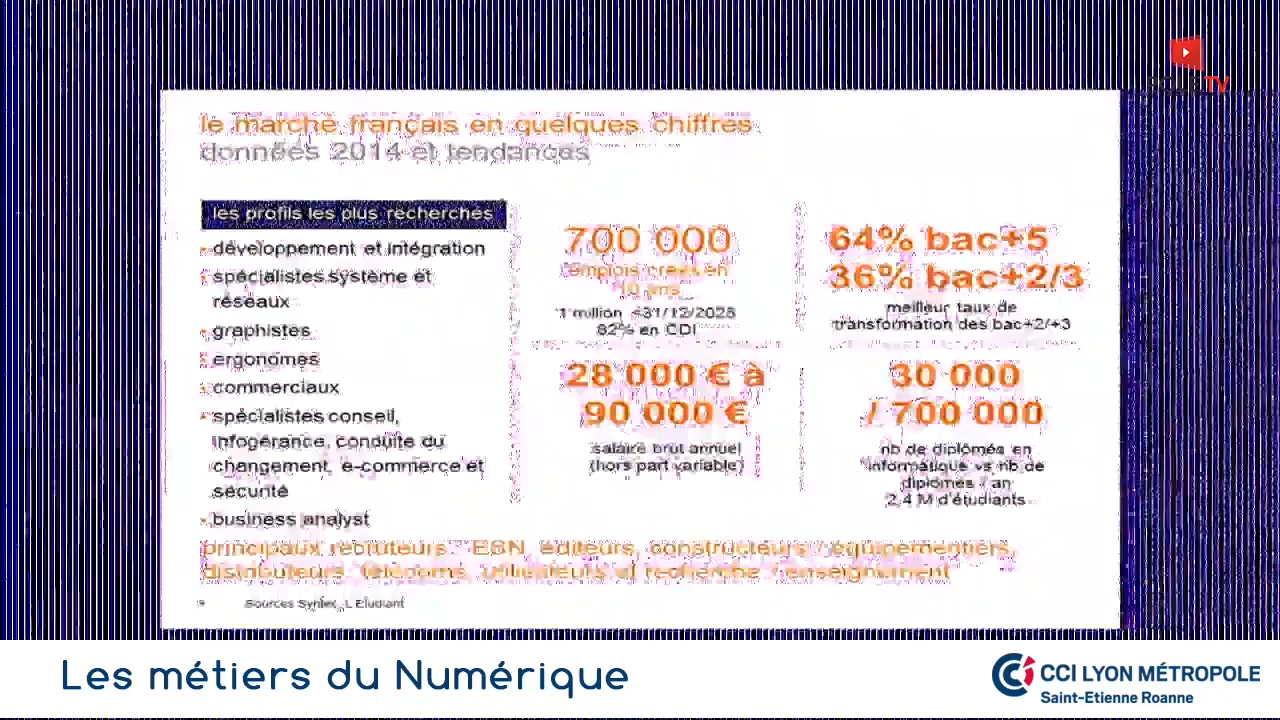 le marché français en quelques chiffres
données 2014 et tendances
les profils les plus recherchés
développement et intégration
spécialistes système et
réseaux
graphistes
ergonomes
commerciaux
spécialistes conseil,
infogérance, conduite du
changement, e-commerce et
sécurité
business analyst
700 000
emplois créés en
10 ans
1 million <31/12/2028
82% en CDI
28 000 € à
90 000 €
salaire brut annuel
(hors part variable)
64% bac+5
36% bac+2/3
meilleur taux de
transformation des bac+2/+3
30 000
/ 700 000
nb de diplômés en
informatique vs nb de
diplômés / an
2,4 M d'étudiants
principaux recruteurs : ESN, éditeurs, constructeurs / équipementiers,
distributeurs, télécoms, utilisateurs et recherche / enseignement
9 Sources Syntec, L Etudiant
TV
Les métiers du Numérique
CCI LYON MÉTROPOLE
Saint-Etienne Roanne